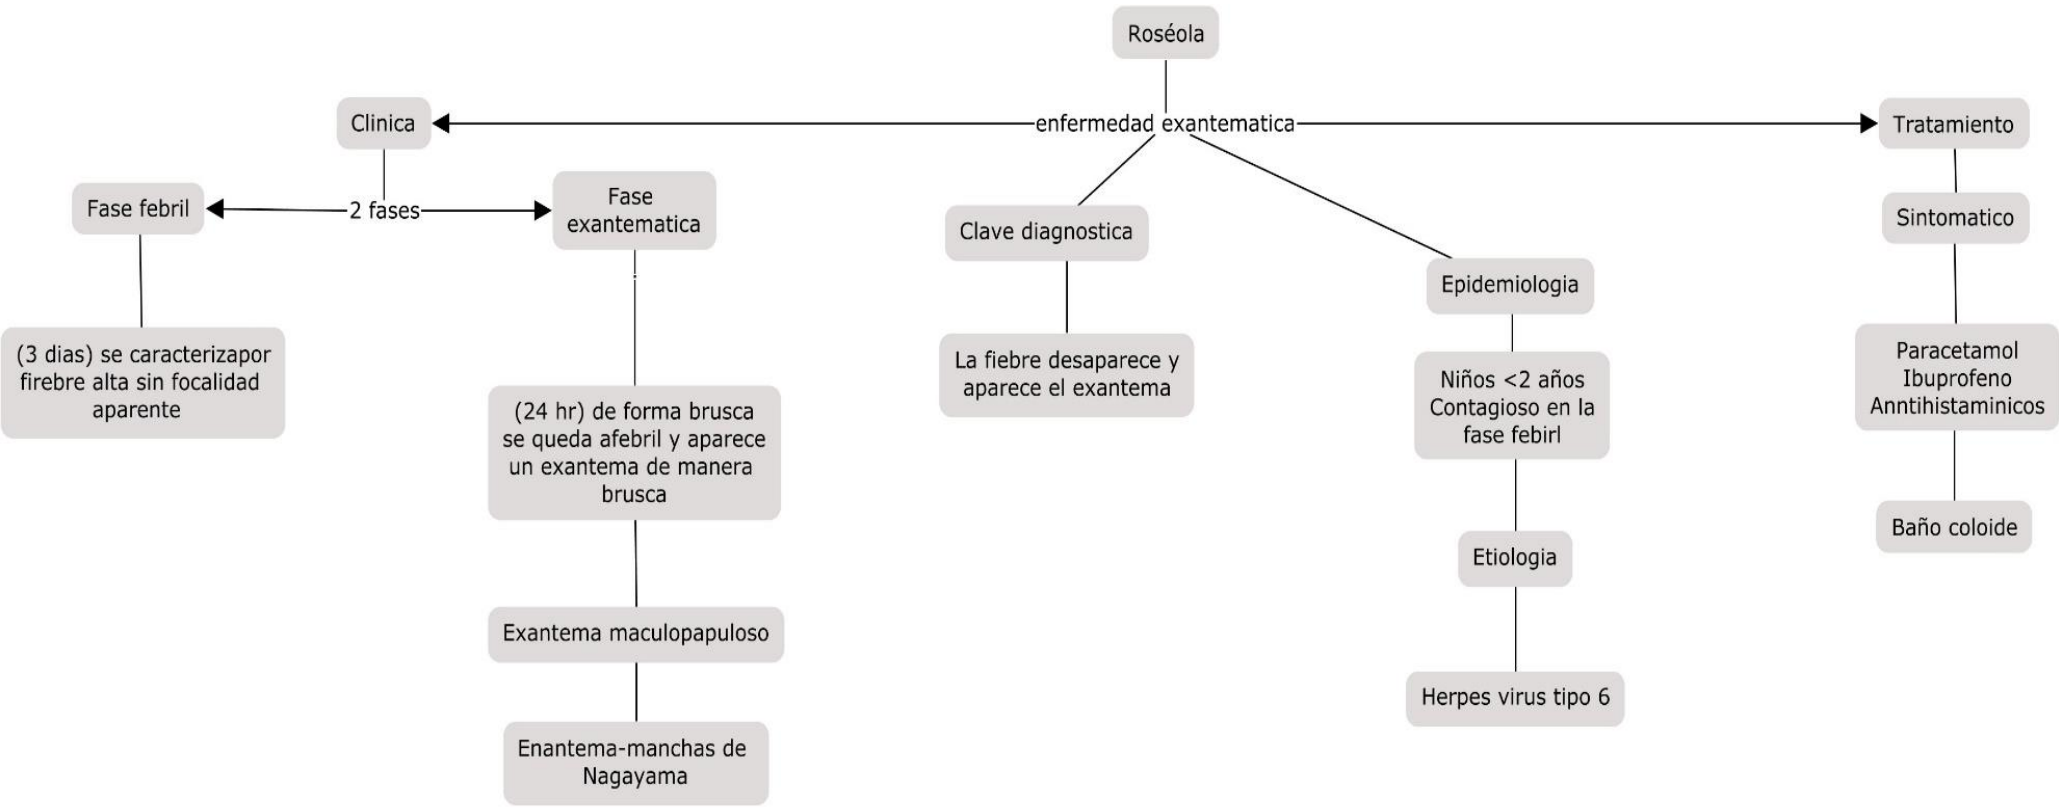 Roséola
enfermedad exantematica
Clinica
2 fases
Fase febril
(3 dias) se caracterizapor
firebre alta sin focalidad
aparente
Fase
exantematica
:
(24 hr) de forma brusca
se queda afebril y aparece
un exantema de manera
brusca
Exantema maculopapuloso
Enantema-manchas de
Nagayama
Clave diagnostica
La fiebre desaparece y
aparece el exantema
Epidemiologia
Niños <2 años
Contagioso en la
fase febirl
Etiologia
Herpes virus tipo 6
Tratamiento
Sintomatico
Paracetamol
Ibuprofeno
Anntihistaminicos
Baño coloide